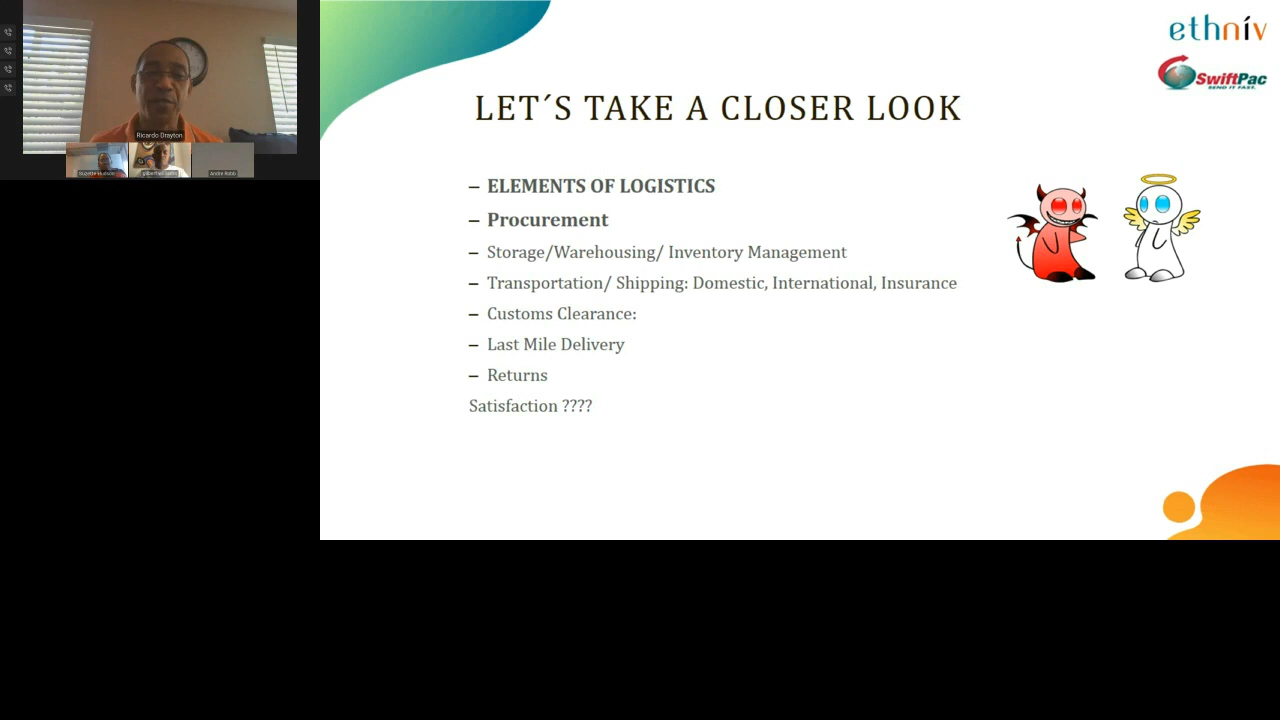 ethnív
SwiftPac
SEND IT FAST.
LET´S TAKE A CLOSER LOOK
– ELEMENTS OF LOGISTICS
– Procurement
– Storage/Warehousing/ Inventory Management
– Transportation/ Shipping: Domestic, International, Insurance
– Customs Clearance:
– Last Mile Delivery
– Returns
Satisfaction ????
Ricardo Drayton
Andre Robb